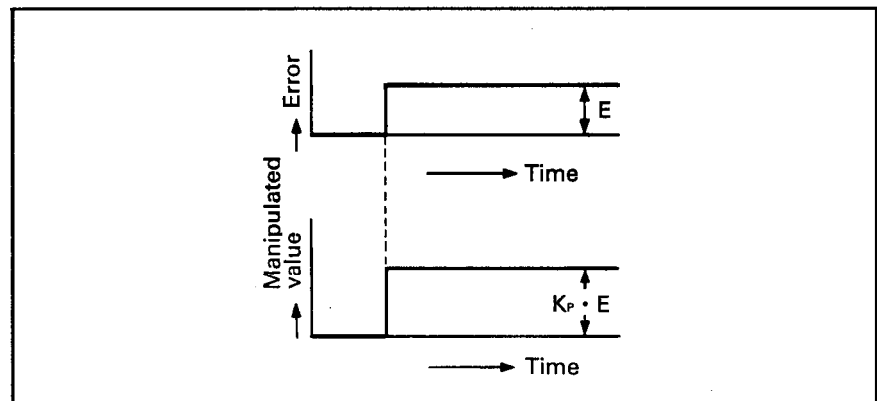 Error
E
Time
Manipulated
value
Kₚ · E
Time